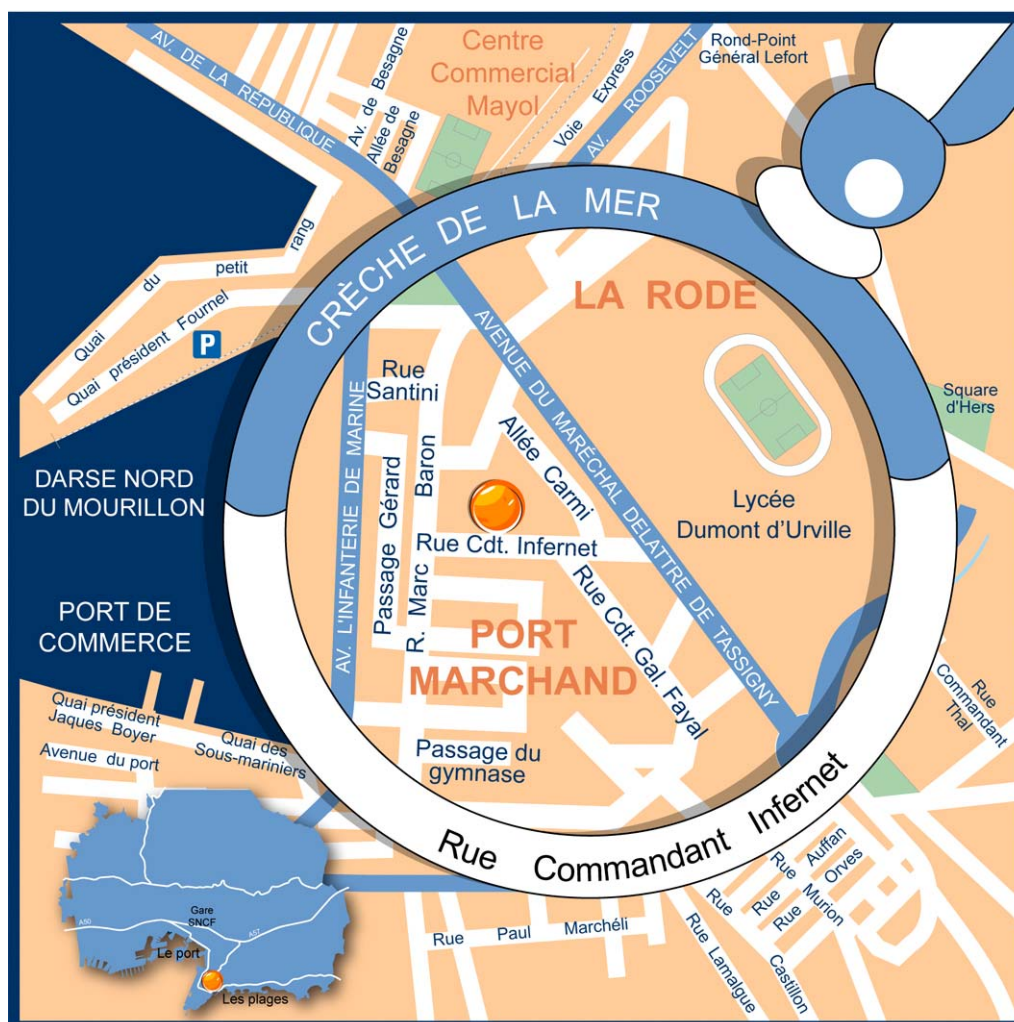 AV. DE LA RÉPUBLIQUE
Av. de Besagne
Allée de
Besagne
Centre
Commercial
Mayol
Voie Express
AV. ROOSEVELT
Rond-Point
Général Lefort
Quai du petit rang
Quai président Fournel
P
CRÈCHE DE LA MER
LA RODE
Rue
Santini
AV. L'INFANTERIE DE MARINE
AVENUE DU MARÉCHAL DELATTRE DE TASSIGNY
Square
d'Hers
Passage Gérard
R. Marc Baron
Allée Carmi
DARSE NORD
DU MOURILLON
Lycée
Dumont d'Urville
Rue Cdt. Infernet
Rue Cdt. Gal. Fayal
PORT DE
COMMERCE
PORT
MARCHAND
Rue
Commandant
Thal
Quai président
Jaques Boyer
Quai des
Sous-mariniers
Avenue du port
Passage du
gymnase
Rue Commandant Infernet
Rue Auffan
Rue Murion
Rue Orves
Rue Castillon
Rue Lamalgue
Rue Paul Marchéli
A50
Gare
SNCF
A57
Le port
Les plages